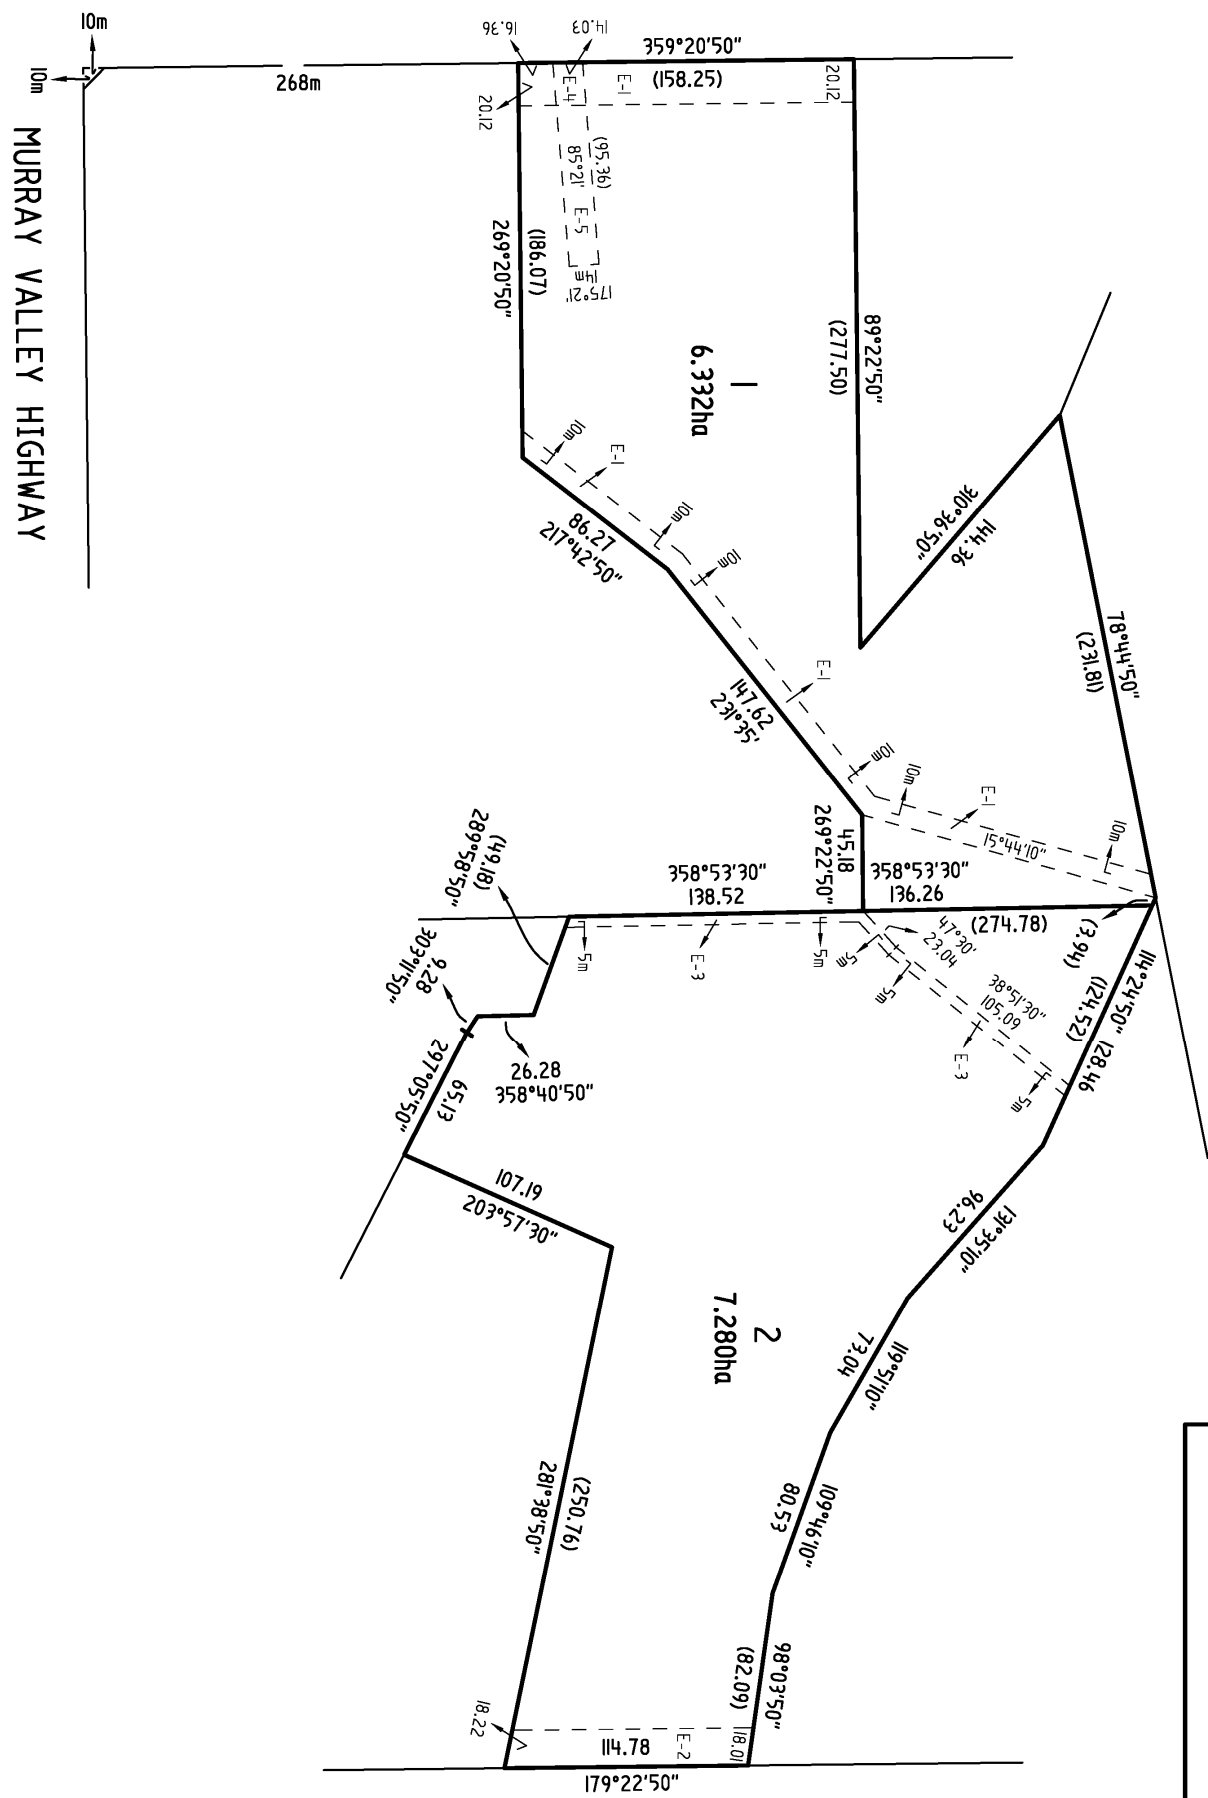 10m
10m
268m
MURRAY VALLEY HIGHWAY
16.36
14.03
359°20'50"
(158.25)
20.12
20.12
E-4
E-1
(95.36)
85°21'
E-5
14m
175°21'
(186.07)
269°20'50"
89°22'50"
(277.50)
1
6.332ha
10m
E-1
10m
10m
86.27
217°42'50"
310°36'50"
144.36
78°44'50"
(231.81)
E-1
147.62
231°35'
10m
10m
E-1
10m
15°44'10"
45.18
269°22'50"
358°53'30"
136.26
(274.78)
(3.94)
358°53'30"
138.52
(49.18)
289°58'50"
5m
E-3
5m
5m
47°30'
23.04
5m
38°51'30"
105.09
E-3
5m
114°24'50" 128.46
(124.52)
9.28
303°11'50"
26.28
358°40'50"
65.13
297°05'50"
107.19
203°57'30"
96.23
131°35'10"
2
7.280ha
73.04
119°51'10"
109°46'10"
80.53
(250.76)
281°38'50"
98°03'50"
(82.09)
18.22
114.78
E-2
18.01
179°22'50"